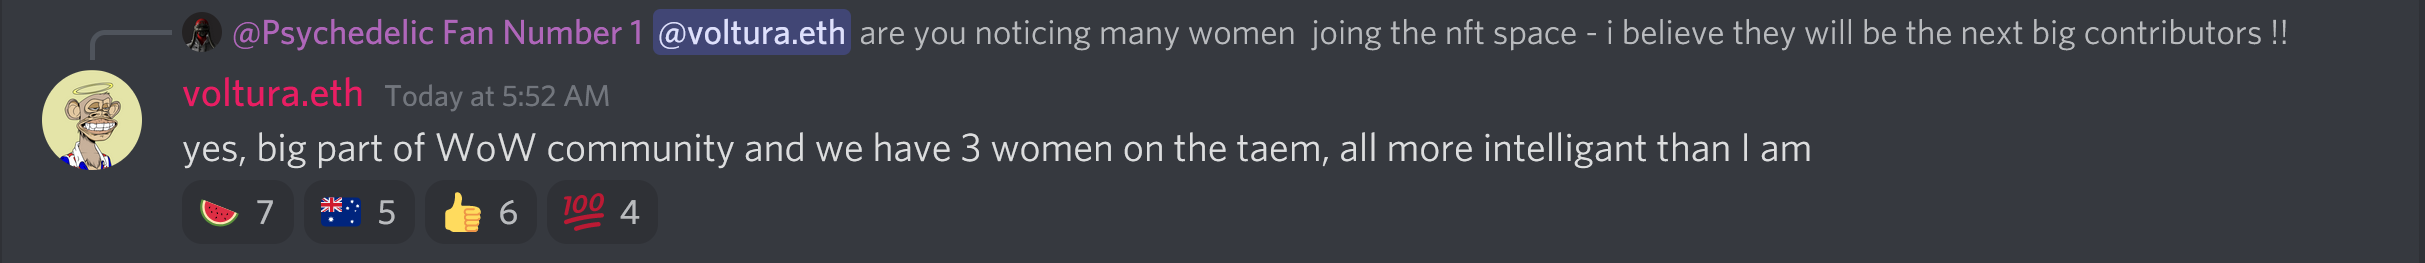 @Psychedelic Fan Number 1 @voltura.eth are you noticing many women joing the nft space - i believe they will be the next big contributors !!
voltura.eth Today at 5:52 AM
yes, big part of WoW community and we have 3 women on the taem, all more intelligant than I am
7 5 6 100 4